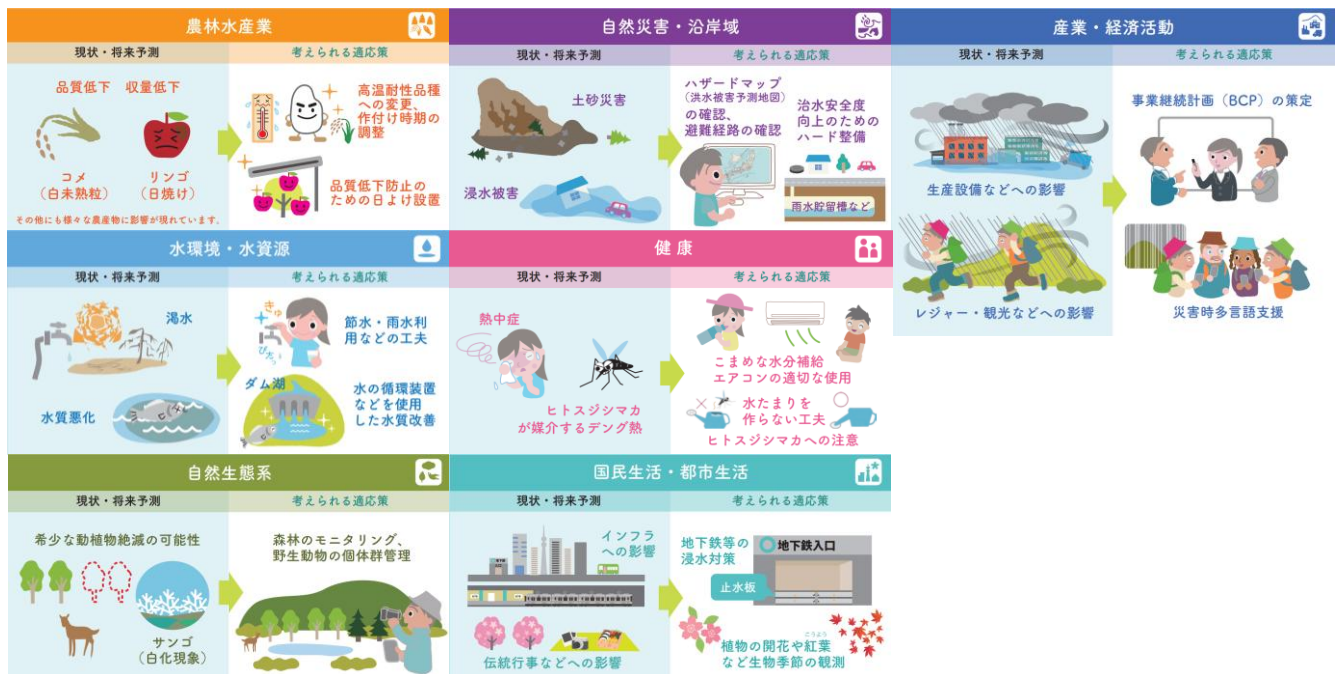 農林水産業
現状・将来予測
考えられる適応策
品質低下 収量低下
コメ
（白未熟粒）
リンゴ
（日焼け）
その他にも様々な農産物に影響が現れています。
高温耐性品種
への変更、
作付け時期の
調整
品質低下防止の
ための日よけ設置
自然災害・沿岸域
現状・将来予測
考えられる適応策
土砂災害
浸水被害
ハザードマップ
（洪水被害予測地図）
の確認、
避難経路の確認
治水安全度
向上のための
ハード整備
雨水貯留槽など
産業・経済活動
現状・将来予測
考えられる適応策
生産設備などへの影響
レジャー・観光などへの影響
事業継続計画（BCP）の策定
災害時多言語支援
水環境・水資源
現状・将来予測
考えられる適応策
渇水
水質悪化
きゅ
ぴたっ
節水・雨水利
用などの工夫
ダム湖
水の循環装置
などを使用
した水質改善
健康
現状・将来予測
考えられる適応策
熱中症
ヒトスジシマカ
が媒介するデング熱
こまめな水分補給
エアコンの適切な使用
水たまりを
作らない工夫
ヒトスジシマカへの注意
自然生態系
現状・将来予測
考えられる適応策
希少な動植物絶滅の可能性
サンゴ
（白化現象）
森林のモニタリング、
野生動物の個体群管理
国民生活・都市生活
現状・将来予測
考えられる適応策
インフラ
への影響
伝統行事などへの影響
地下鉄等の
浸水対策
地下鉄入口
止水板
こうよう
植物の開花や紅葉
など生物季節の観測